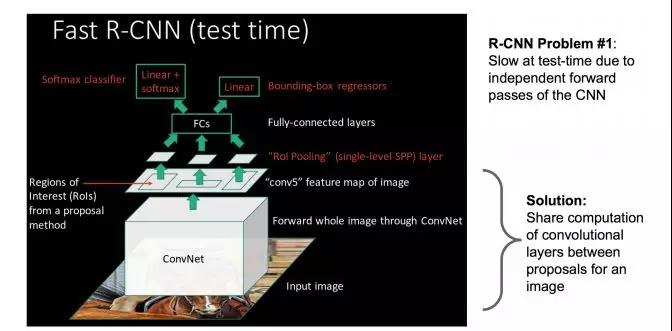 Fast R-CNN (test time)
Softmax classifier
Linear +
softmax
Linear
Bounding-box regressors
FCs
Fully-connected layers
"RoI Pooling" (single-level SPP) layer
Regions of
Interest (RoIs)
from a proposal
method
"conv5" feature map of image
Forward whole image through ConvNet
ConvNet
Input image
R-CNN Problem #1:
Slow at test-time due to
independent forward
passes of the CNN
Solution:
Share computation
of convolutional
layers between
proposals for an
image